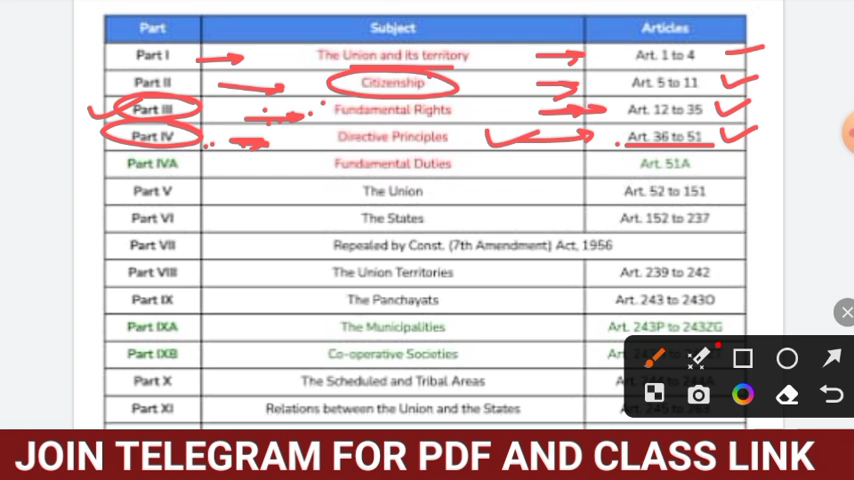 Part Subject Articles
Part I The Union and its territory Art. 1 to 4
Part II Citizenship Art. 5 to 11
Part III Fundamental Rights Art. 12 to 35
Part IV Directive Principles Art. 36 to 51
Part IVA Fundamental Duties Art. 51A
Part V The Union Art. 52 to 151
Part VI The States Art. 152 to 237
Part VII Repealed by Const. (7th Amendment) Act, 1956
Part VIII The Union Territories Art. 239 to 242
Part IX The Panchayats Art. 243 to 243O
Part IXA The Municipalities Art. 243P to 243ZG
Part IXB Co-operative Societies
Part X The Scheduled and Tribal Areas
Part XI Relations between the Union and the States
JOIN TELEGRAM FOR PDF AND CLASS LINK